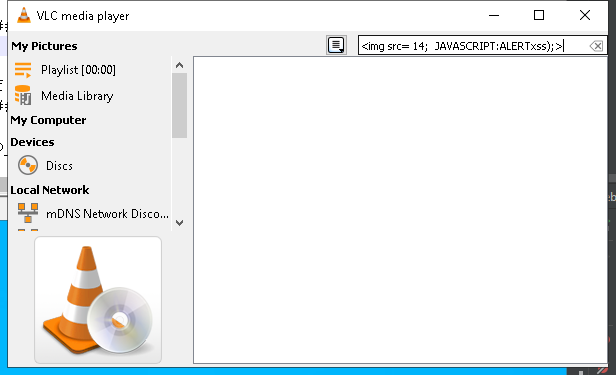 VLC media player
My Pictures
<img src= 14;  JAVASCRIPT:ALERTxss);>
Playlist [00:00]
Media Library
My Computer
Devices
Discs
Local Network
mDNS Network Disco...